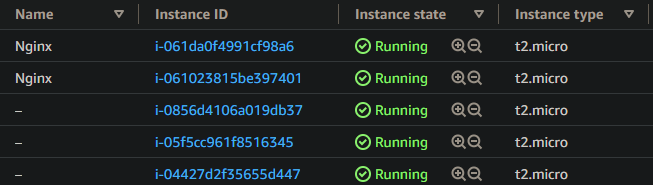 Name Instance ID Instance state Instance type
Nginx i-061da0f4991cf98a6 Running t2.micro
Nginx i-061023815be397401 Running t2.micro
– i-0856d4106a019db37 Running t2.micro
– i-05f5cc961f8516345 Running t2.micro
– i-04427d2f35655d447 Running t2.micro